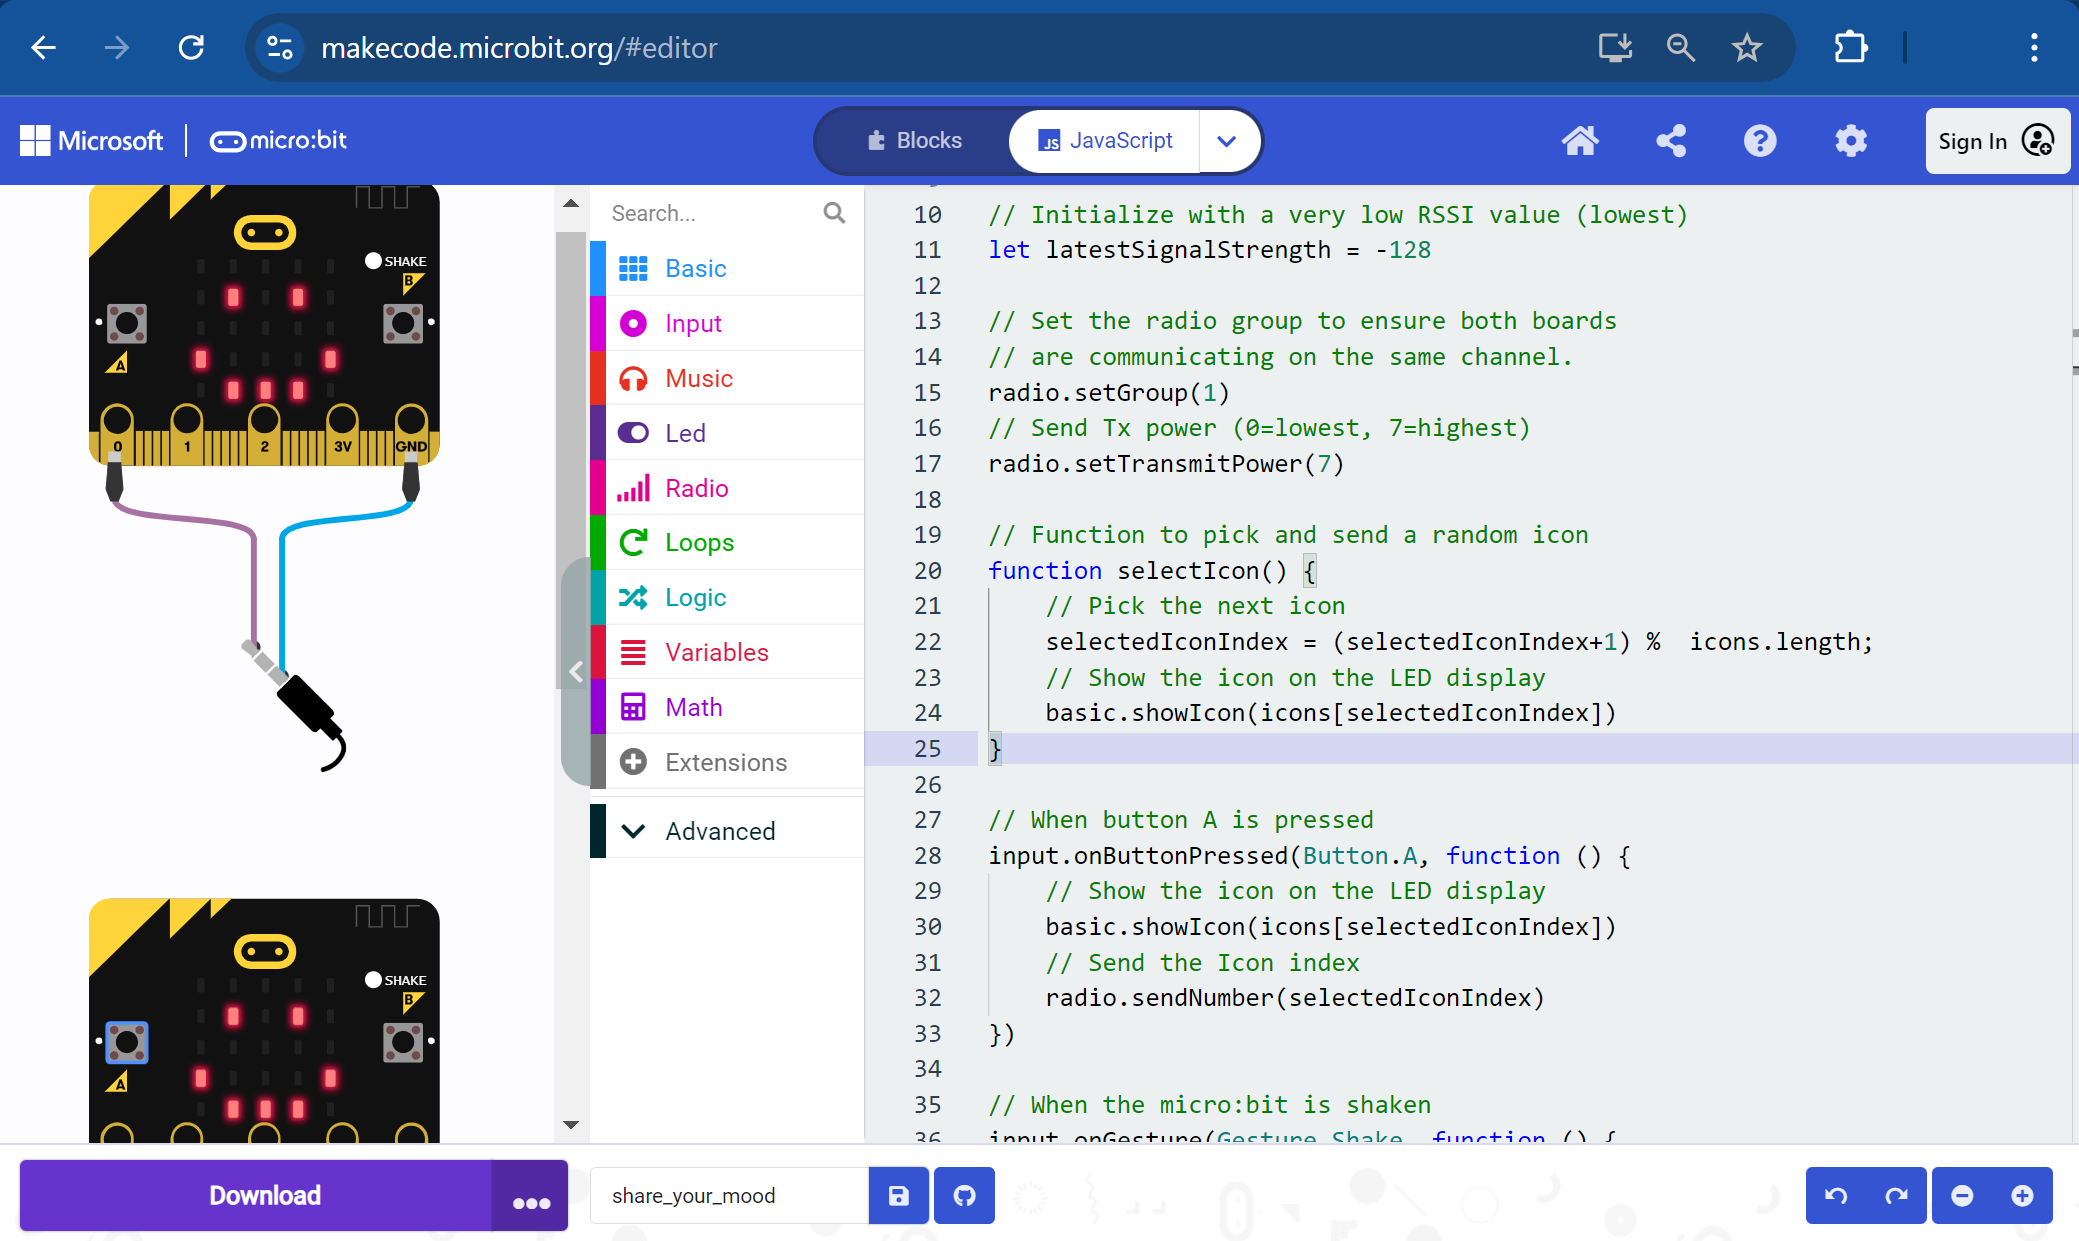 makecode.microbit.org/#editor
Microsoft
micro:bit
Blocks
JS JavaScript
Sign In
SHAKE
B
A
0 1 2 3V GND
SHAKE
B
A
Search...
Basic
Input
Music
Led
Radio
Loops
Logic
Variables
Math
Extensions
Advanced
10 // Initialize with a very low RSSI value (lowest)
11 let latestSignalStrength = -128
12
13 // Set the radio group to ensure both boards
14 // are communicating on the same channel.
15 radio.setGroup(1)
16 // Send Tx power (0=lowest, 7=highest)
17 radio.setTransmitPower(7)
18
19 // Function to pick and send a random icon
20 function selectIcon() {
21 // Pick the next icon
22 selectedIconIndex = (selectedIconIndex+1) %  icons.length;
23 // Show the icon on the LED display
24 basic.showIcon(icons[selectedIconIndex])
25 }
26
27 // When button A is pressed
28 input.onButtonPressed(Button.A, function () {
29 // Show the icon on the LED display
30 basic.showIcon(icons[selectedIconIndex])
31 // Send the Icon index
32 radio.sendNumber(selectedIconIndex)
33 })
34
35 // When the micro:bit is shaken
36 input.onGesture(Gesture.Shake, function () {
Download
share_your_mood